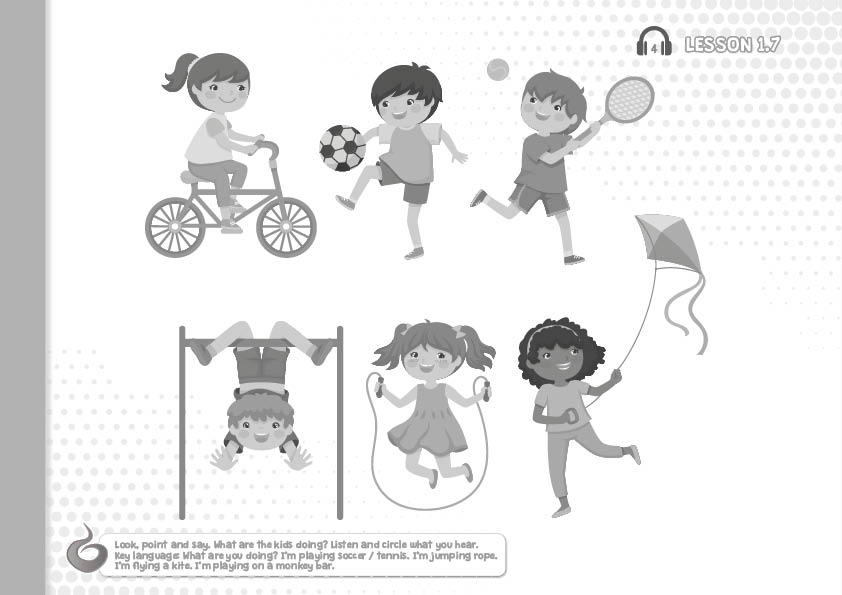 4 LESSON 1.7
Look, point and say. What are the kids doing? Listen and circle what you hear.
Key language: What are you doing? I'm playing soccer / tennis. I'm jumping rope.
I'm flying a kite. I'm playing on a monkey bar.